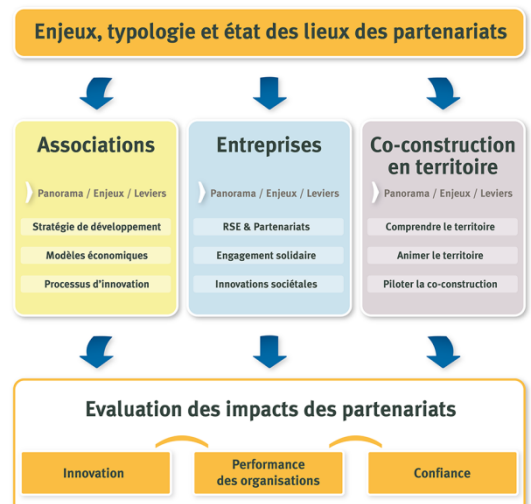 Enjeux, typologie et état des lieux des partenariats
Associations
Panorama / Enjeux / Leviers
Stratégie de développement
Modèles économiques
Processus d'innovation
Entreprises
Panorama / Enjeux / Leviers
RSE & Partenariats
Engagement solidaire
Innovations sociétales
Co-construction
en territoire
Panorama / Enjeux / Leviers
Comprendre le territoire
Animer le territoire
Piloter la co-construction
Evaluation des impacts des partenariats
Innovation
Performance
des organisations
Confiance